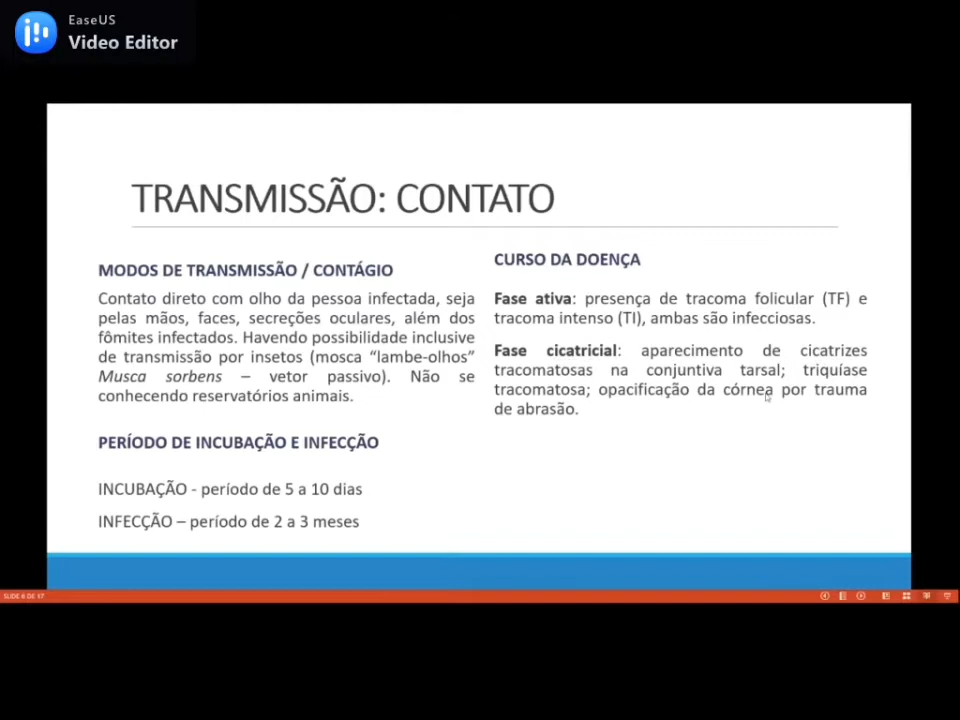 EaseUS
Video Editor
TRANSMISSÃO: CONTATO
MODOS DE TRANSMISSÃO / CONTÁGIO
Contato direto com olho da pessoa infectada, seja
pelas mãos, faces, secreções oculares, além dos
fômites infectados. Havendo possibilidade inclusive
de transmissão por insetos (mosca “lambe-olhos”
Musca sorbens – vetor passivo). Não se
conhecendo reservatórios animais.
PERÍODO DE INCUBAÇÃO E INFECÇÃO
INCUBAÇÃO - período de 5 a 10 dias
INFECÇÃO – período de 2 a 3 meses
CURSO DA DOENÇA
Fase ativa: presença de tracoma folicular (TF) e
tracoma intenso (TI), ambas são infecciosas.
Fase cicatricial: aparecimento de cicatrizes
tracomatosas na conjuntiva tarsal; triquíase
tracomatosa; opacificação da córnea por trauma
de abrasão.
SLIDE 6 DE 17